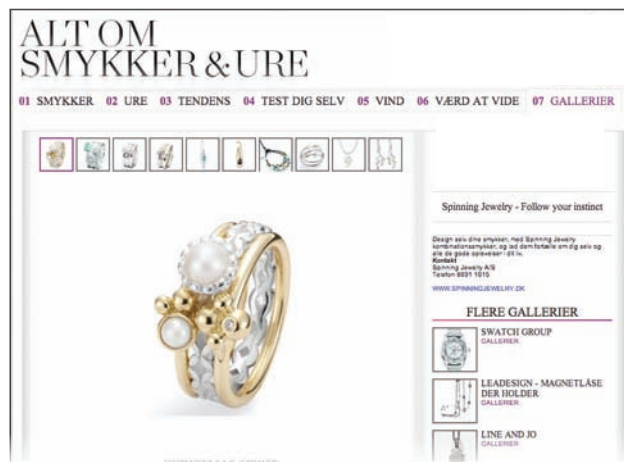 ALT OM
SMYKKER & URE
01 SMYKKER 02 URE 03 TENDENS 04 TEST DIG SELV 05 VIND 06 VÆRD AT VIDE 07 GALLERIER
Spinning Jewelry - Follow your instinct
Design selv dine smykker, med Spinning Jewelry
kombinationssmykker, og lad dem fortælle om dig selv og
alle de gode oplevelser i dit liv.
Kontakt
Spinning Jewelry A/S
Telefon
WWW.SPINNINGJEWELRY.DK
FLERE GALLERIER
SWATCH GROUP
GALLERIER
LEADESIGN - MAGNETLÅSE
DER HOLDER
GALLERIER
LINE AND JO
GALLERIER